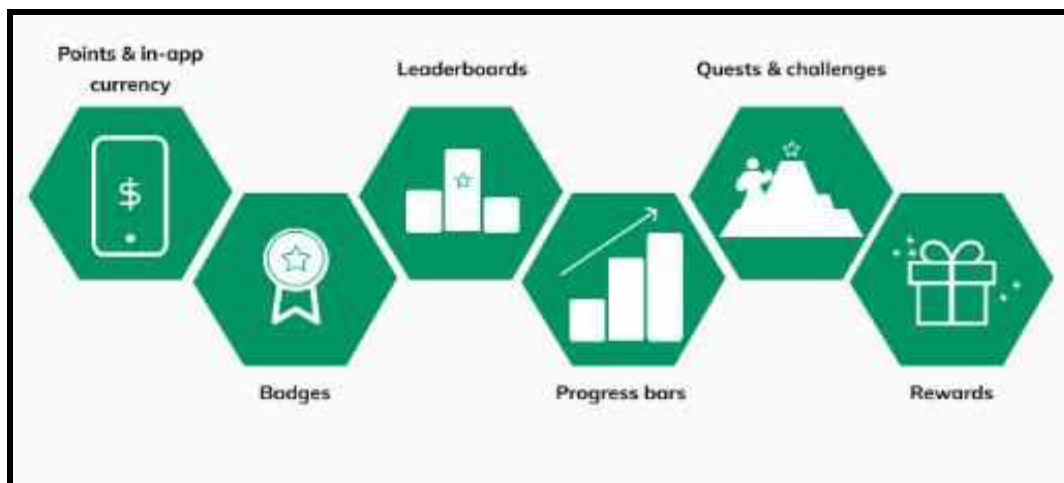 Points & in-app
currency
Leaderboards
Quests & challenges
$
Badges
Progress bars
Rewards